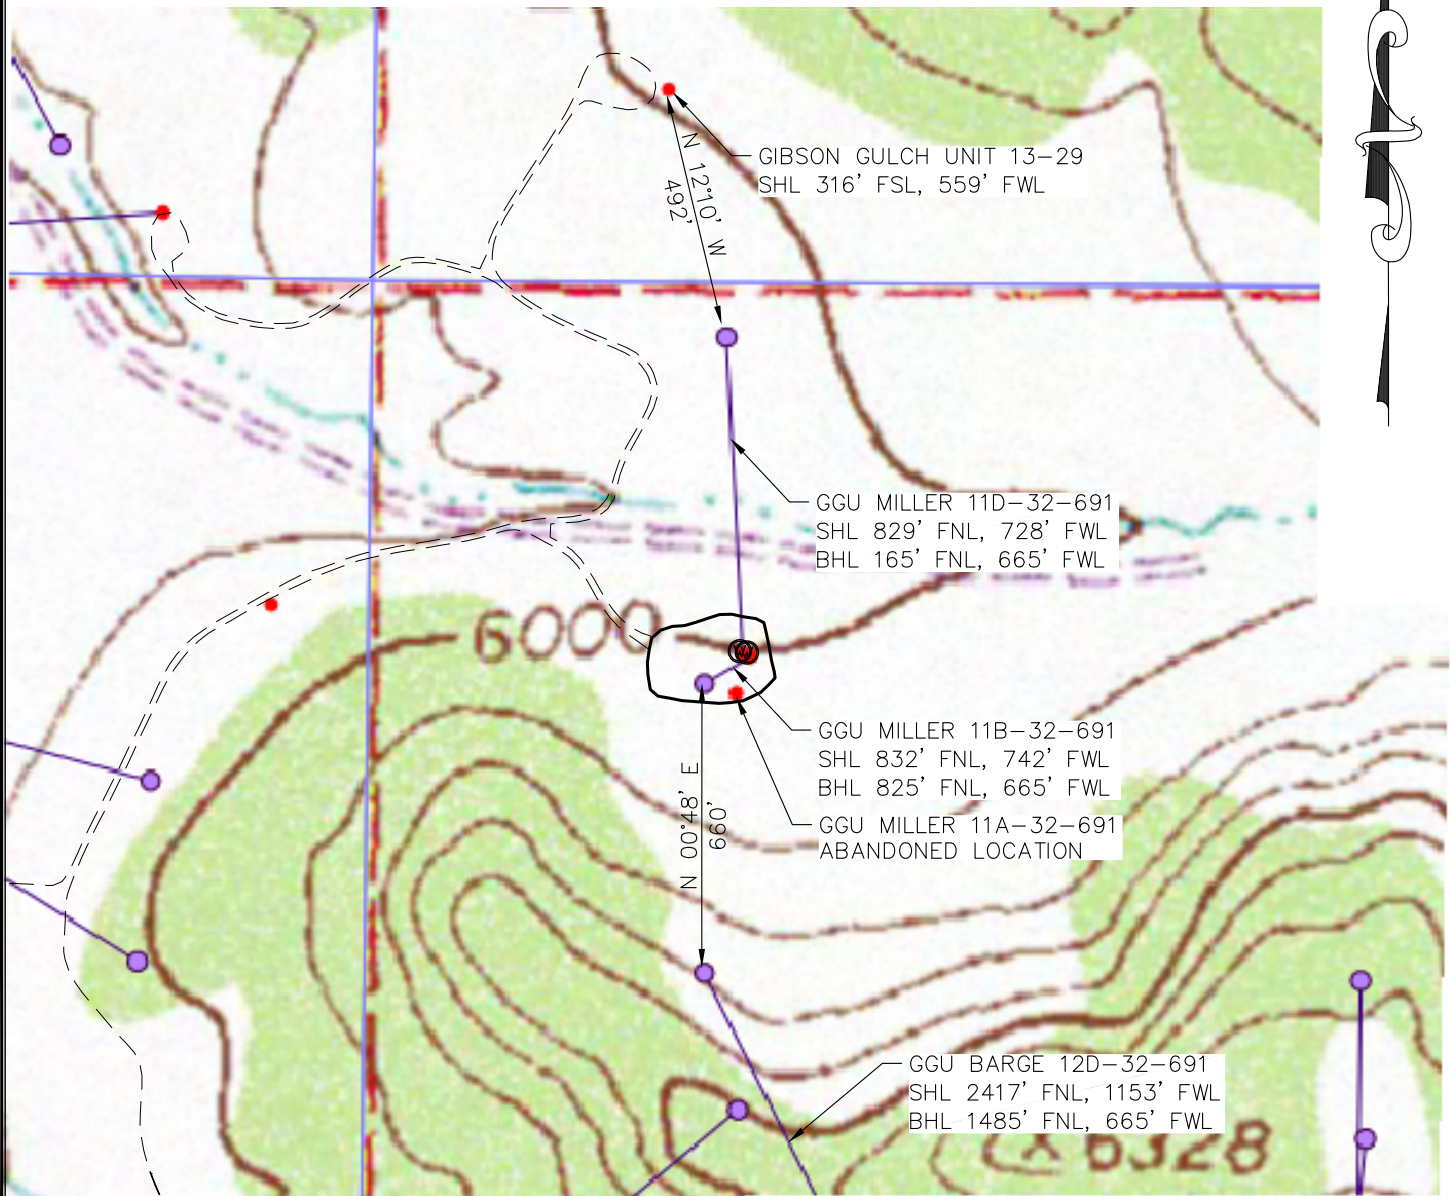 GIBSON GULCH UNIT 13-29
SHL 316' FSL, 559' FWL
N 12°10' W
492'
GGU MILLER 11D-32-691
SHL 829' FNL, 728' FWL
BHL 165' FNL, 665' FWL
6000
GGU MILLER 11B-32-691
SHL 832' FNL, 742' FWL
BHL 825' FNL, 665' FWL
N 00°48' E
660'
GGU MILLER 11A-32-691
ABANDONED LOCATION
GGU BARGE 12D-32-691
SHL 2417' FNL, 1153' FWL
BHL 1485' FNL, 665' FWL
6328